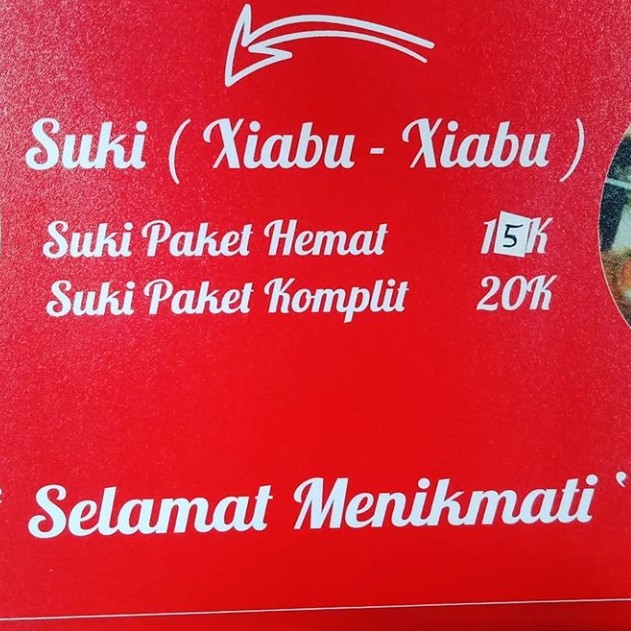 Suki ( Xiabu - Xiabu )
Suki Paket Hemat 15K
Suki Paket Komplit 20K
" Selamat Menikmati "